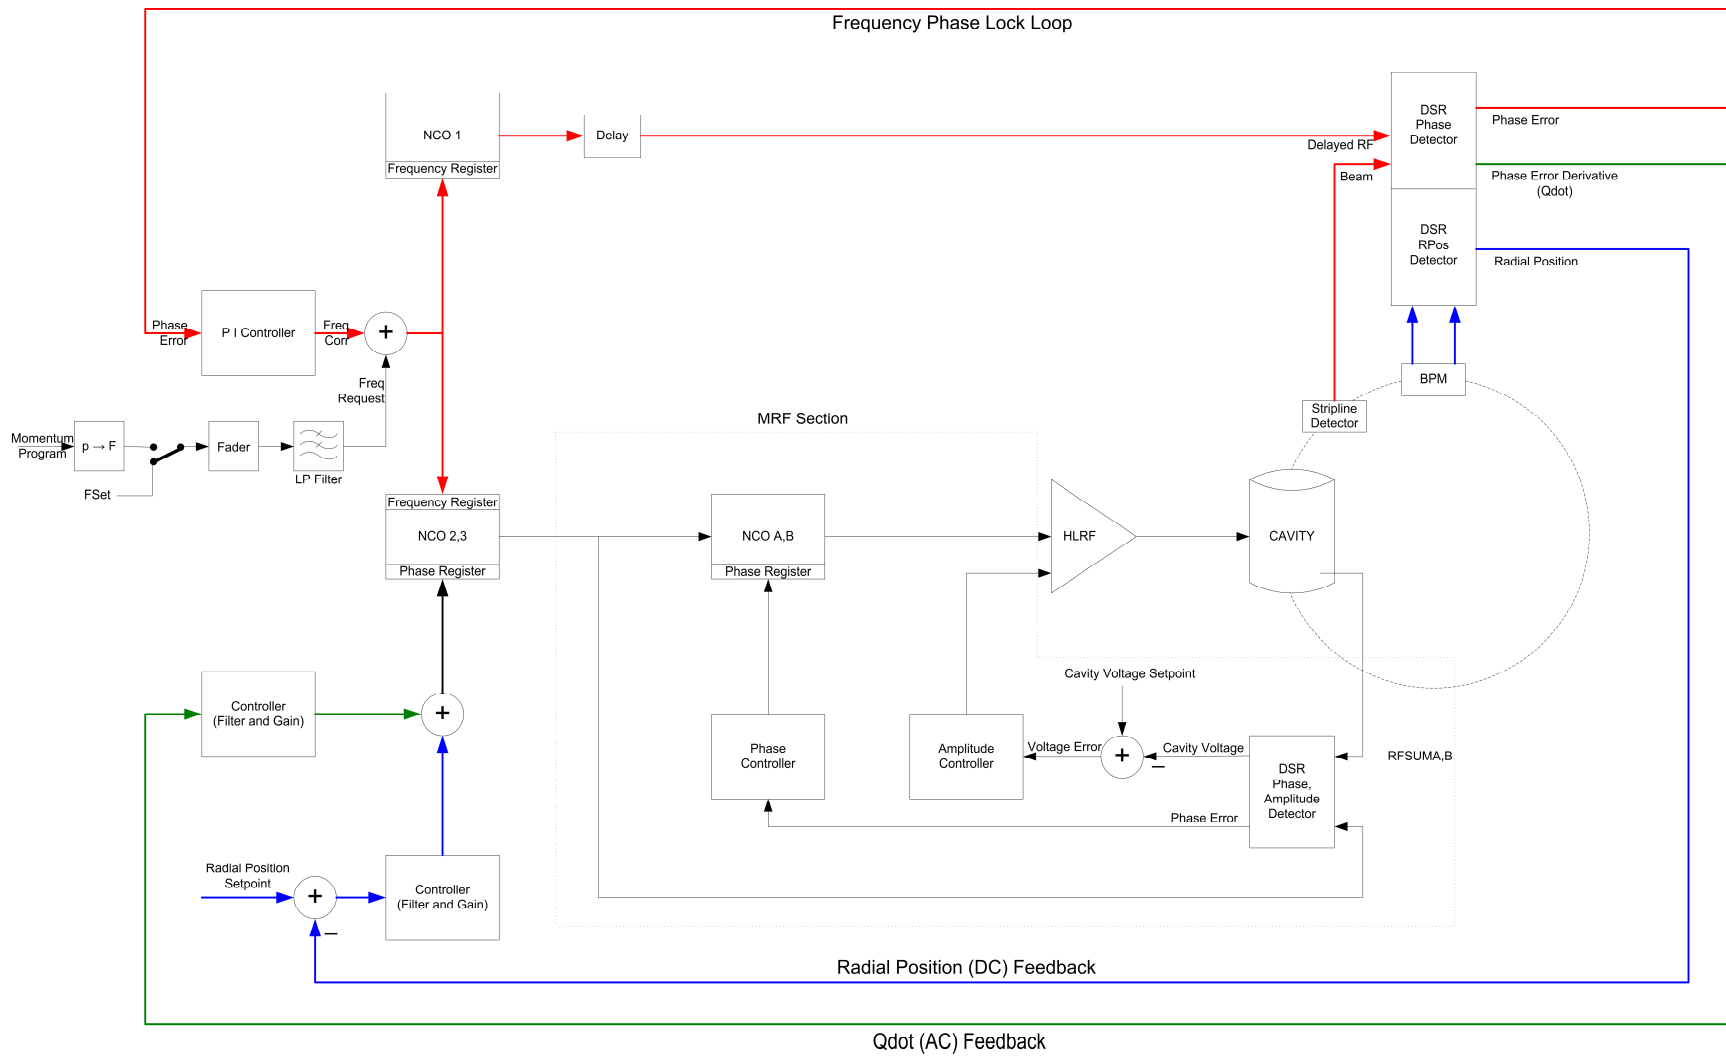 Frequency Phase Lock Loop
NCO 1
Frequency Register
Delay
Delayed RF
Beam
DSR
Phase
Detector
Phase Error
Phase Error Derivative
(Qdot)
DSR
RPos
Detector
Radial Position
Phase
Error
P I Controller
Freq
Corr
+
Freq
Request
BPM
Stripline
Detector
Momentum
Program
p → F
Fader
LP Filter
FSet
MRF Section
Frequency Register
NCO 2,3
Phase Register
NCO A,B
Phase Register
HLRF
CAVITY
Controller
(Filter and Gain)
+
Cavity Voltage Setpoint
Phase
Controller
Amplitude
Controller
Voltage Error
+
–
Cavity Voltage
DSR
Phase,
Amplitude
Detector
RFSUMA,B
Phase Error
Radial Position
Setpoint
+
–
Controller
(Filter and Gain)
Radial Position (DC) Feedback
Qdot (AC) Feedback